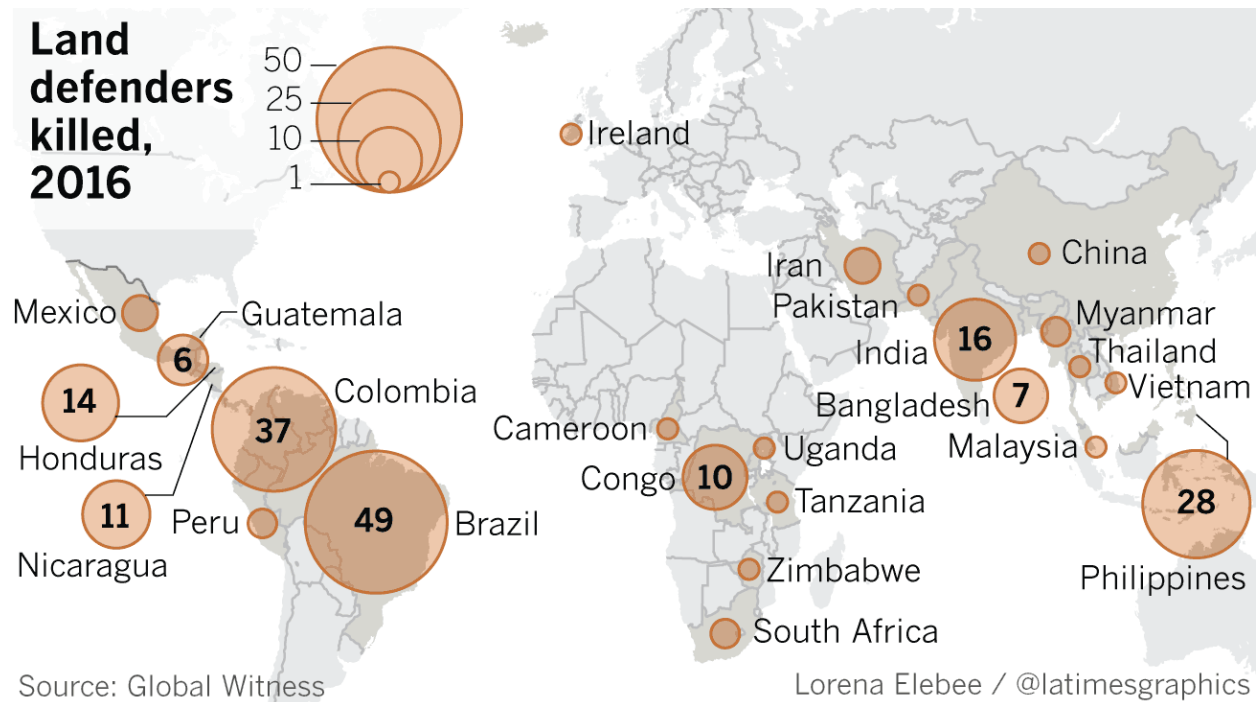 Land
defenders
killed,
2016
50
25
10
1
Ireland
China
Iran
Pakistan
Mexico
Guatemala
6
14
Honduras
Colombia
37
11
Nicaragua
Peru
49
Brazil
India
16
Myanmar
Thailand
Vietnam
Bangladesh
7
Malaysia
Cameroon
Uganda
Congo
10
Tanzania
Zimbabwe
South Africa
28
Philippines
Source: Global Witness
Lorena Elebee / @latimesgraphics